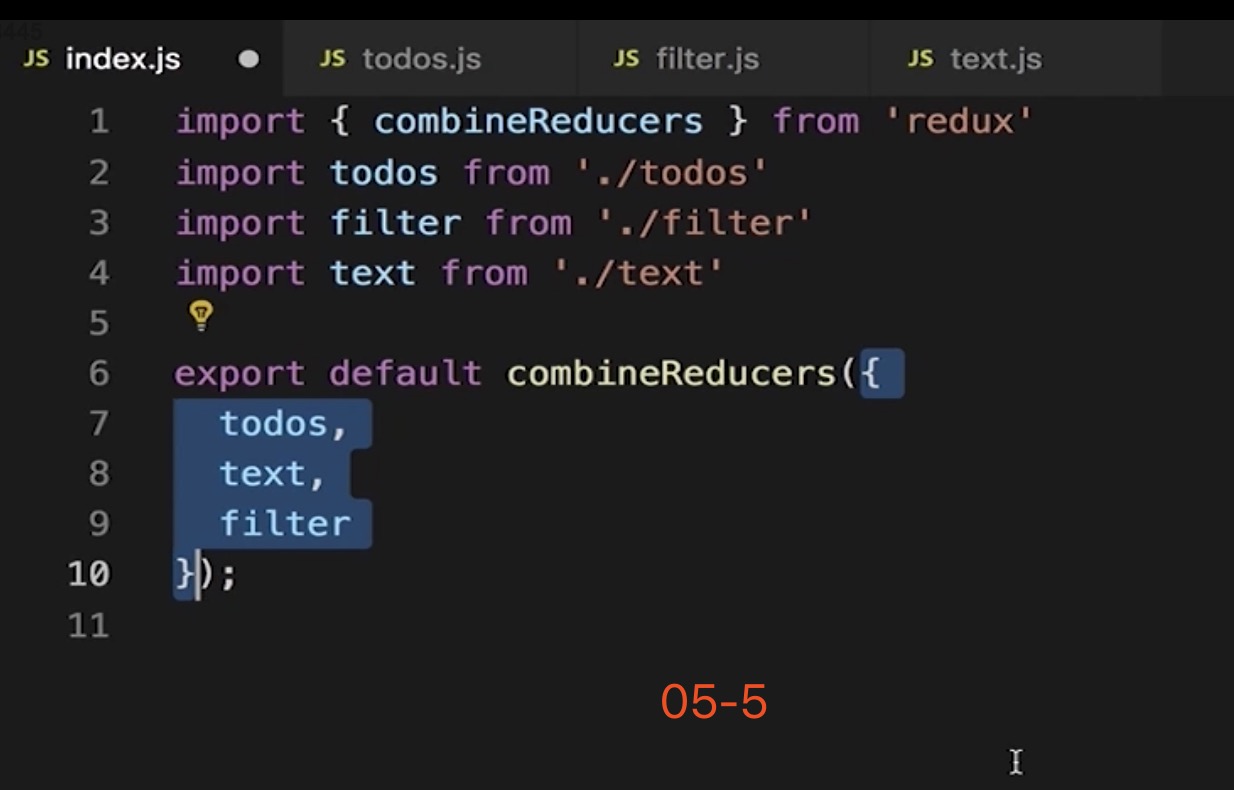 JS index.js JS todos.js JS filter.js JS text.js
1 import { combineReducers } from 'redux'
2 import todos from './todos'
3 import filter from './filter'
4 import text from './text'
5
6 export default combineReducers({
7 todos,
8 text,
9 filter
10 });
11
05-5